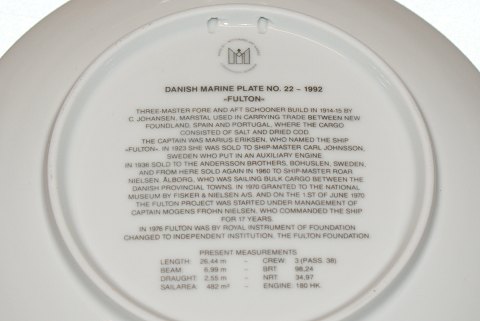 DANISH MARINE PLATE NO. 22 – 1992
«FULTON»
THREE-MASTER FORE AND AFT SCHOONER BUILD IN 1914-15 BY
C. JOHANSEN, MARSTAL USED IN CARRYING TRADE BETWEEN NEW
FOUNDLAND, SPAIN AND PORTUGAL, WHERE THE CARGO
CONSISTED OF SALT AND DRIED COD.
THE CAPTAIN WAS MARIUS ERIKSEN, WHO NAMED THE SHIP
«FULTON». IN 1923 SHE WAS SOLD TO SHIP-MASTER CARL JOHNSSON,
SWEDEN WHO PUT IN AN AUXILIARY ENGINE.
IN 1936 SOLD TO THE ANDERSSON BROTHERS, BOHUSLEN, SWEDEN,
AND FROM HERE SOLD AGAIN IN 1960 TO SHIP-MASTER ROAR
NIELSEN, ÅLBORG, WHO WAS SAILING BULK CARGO BETWEEN THE
DANISH PROVINCIAL TOWNS. IN 1970 GRANTED TO THE NATIONAL
MUSEUM BY FISKER & NIELSEN A/S, AND ON THE 1 ST OF JUNE 1970
THE FULTON PROJECT WAS STARTED UNDER MANAGEMENT OF
CAPTAIN MOGENS FROHN NIELSEN, WHO COMMANDED THE SHIP
FOR 17 YEARS.
IN 1976 FULTON WAS BY ROYAL INSTRUMENT OF FOUNDATION
CHANGED TO INDEPENDENT INSTITUTION, THE FULTON FOUNDATION.
PRESENT MEASUREMENTS
LENGTH: 26,44 m - CREW: 3 (PASS. 38)
BEAM: 6,99 m - BRT: 98,24
DRAUGHT: 2,55 m - NRT: 34,97
SAILAREA: 482 m² - ENGINE: 180 HK.